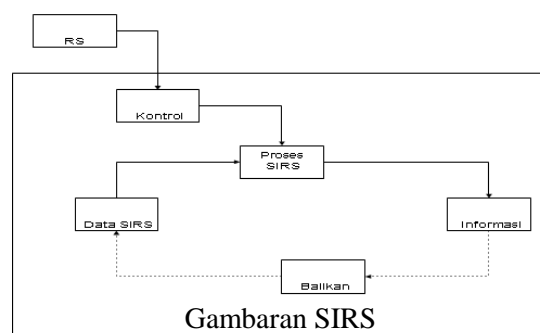 RS
Kontrol
Proses
SIRS
Data SIRS
Informasi
Balikan
Gambaran SIRS